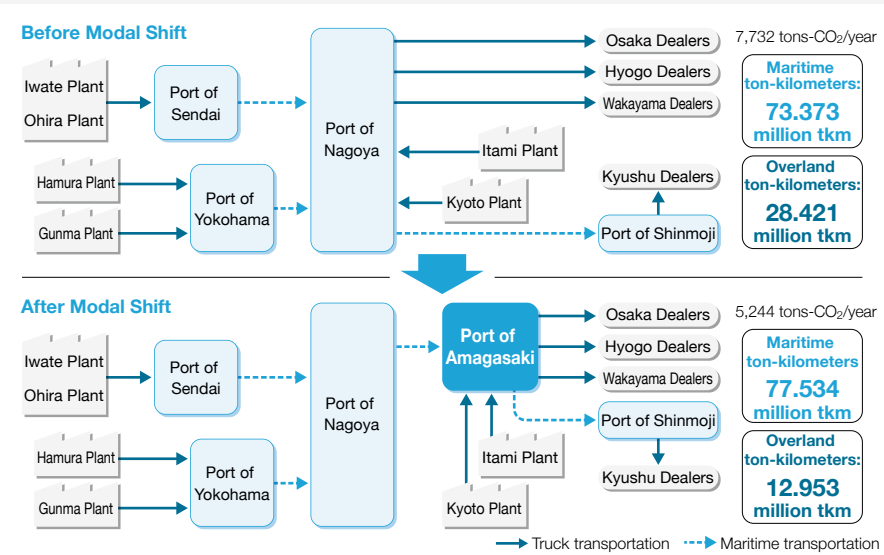 Before Modal Shift
Iwate Plant
Ohira Plant
Port of
Sendai
Hamura Plant
Gunma Plant
Port of
Yokohama
Port of
Nagoya
Itami Plant
Kyoto Plant
Osaka Dealers
Hyogo Dealers
Wakayama Dealers
Kyushu Dealers
Port of Shinmoji
7,732 tons-CO₂/year
Maritime
ton-kilometers:
73.373
million tkm
Overland
ton-kilometers:
28.421
million tkm
After Modal Shift
Iwate Plant
Ohira Plant
Port of
Sendai
Hamura Plant
Gunma Plant
Port of
Yokohama
Port of
Nagoya
Port of
Amagasaki
Itami Plant
Kyoto Plant
Osaka Dealers
Hyogo Dealers
Wakayama Dealers
Port of Shinmoji
Kyushu Dealers
5,244 tons-CO₂/year
Maritime
ton-kilometers
77.534
million tkm
Overland
ton-kilometers:
12.953
million tkm
Truck transportation
Maritime transportation